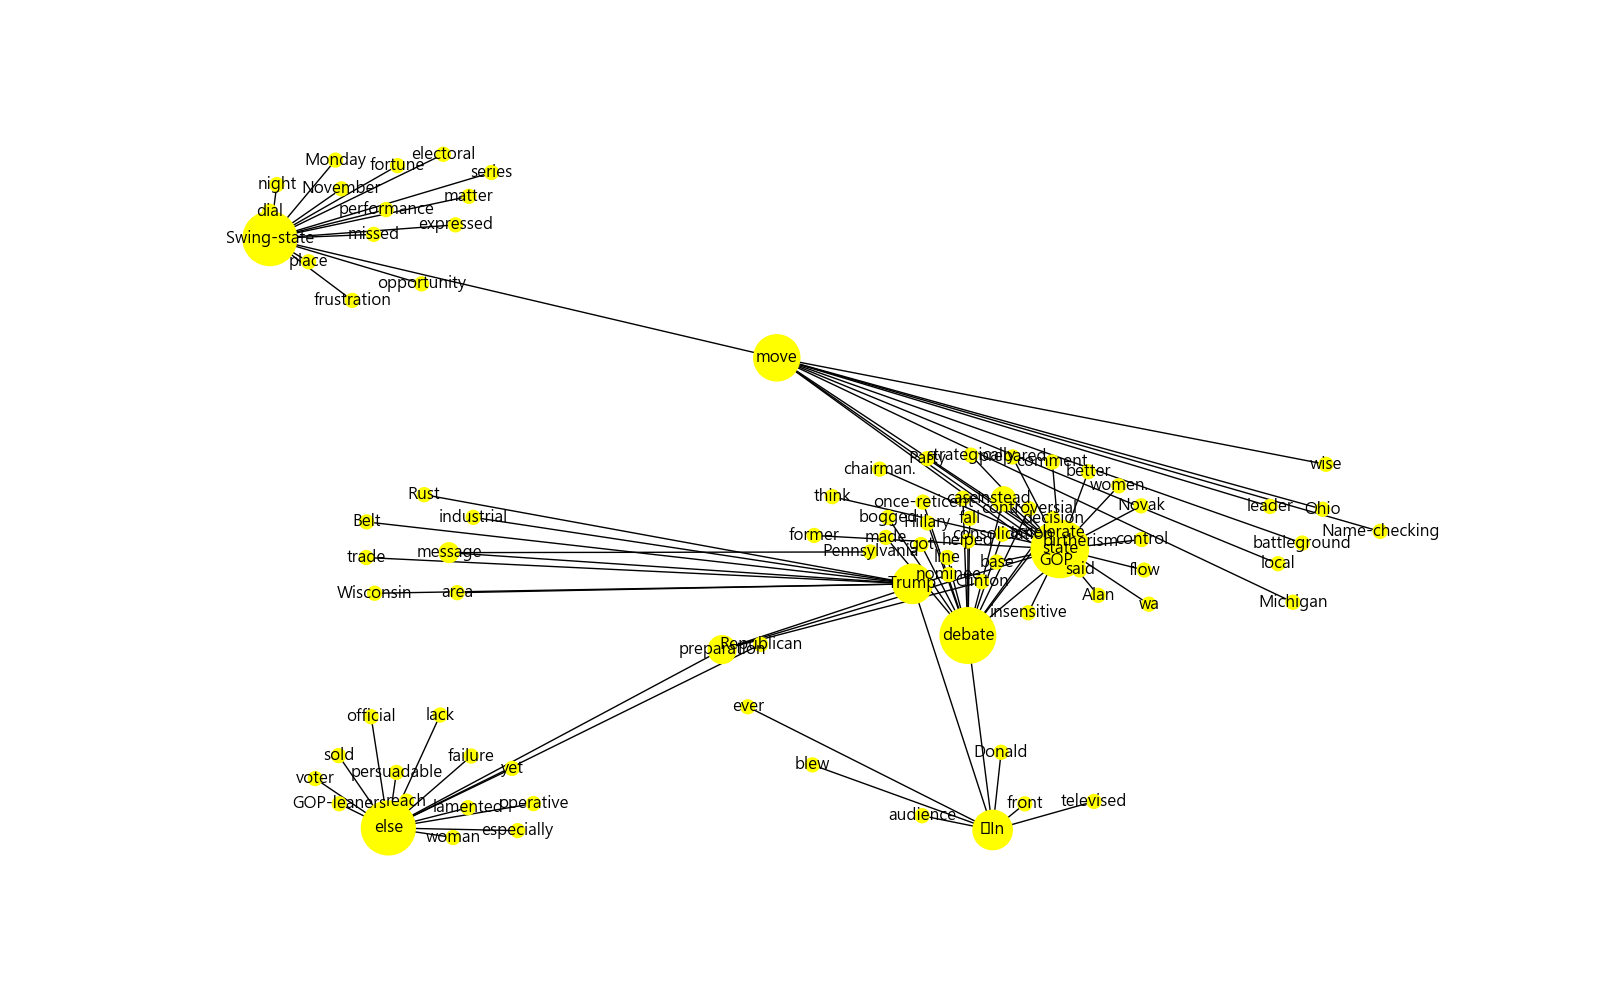 electoral
Monday
fortune
series
night
November
matter
dial
performance
expressed
Swing-state
missed
place
opportunity
frustration
move
Party
strategically
prepared
comment
wise
chairman.
better
women.
Rust
think
once-reticent
case
instead
controversial
Novak
leader
Ohio
Belt
industrial
bogged
Hillary
fall
decision
Name-checking
former
made
consolidation
control
trade
message
Pennsylvania
got
helped
birtherism
battleground
state
line
base
GOP
said
flow
local
Wisconsin
area
Trump
nominee
Clinton
Alan
wa
Michigan
insensitive
debate
preparation
Republican
ever
official
lack
Donald
sold
failure
blew
voter
persuadable
yet
GOP-leaners
reach
lamented
operative
audience
front
televised
else
woman
especially
In